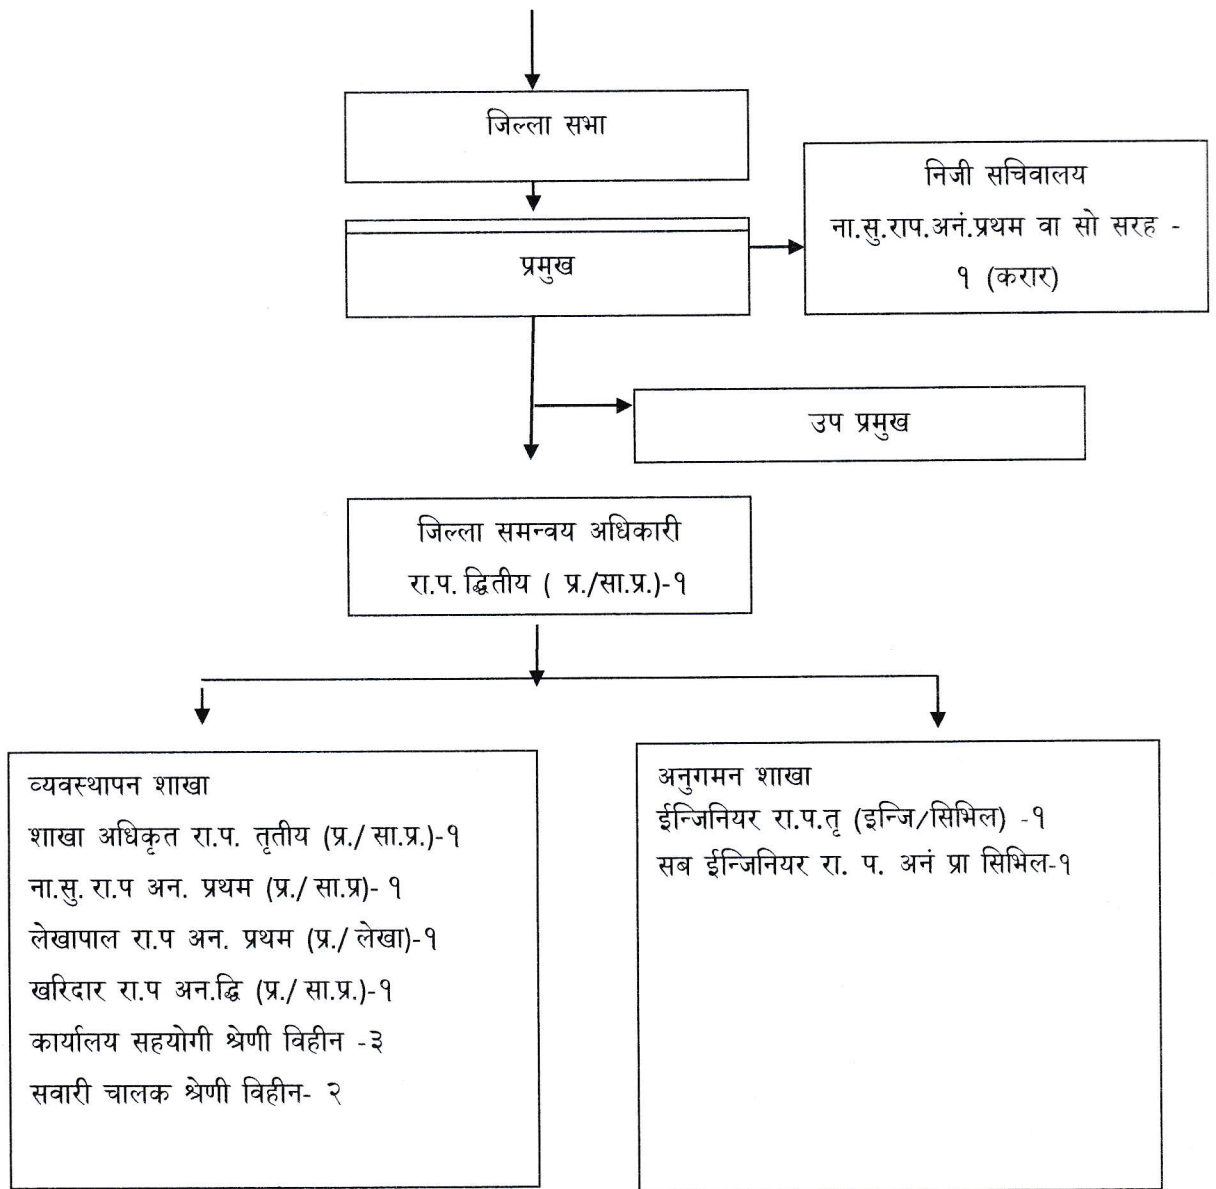 जिल्ला सभा
निजी सचिवालय
ना.सु.राप.अनं.प्रथम वा सो सरह -
१ (करार)
प्रमुख
उप प्रमुख
जिल्ला समन्वय अधिकारी
रा.प. द्धितीय ( प्र./सा.प्र.)-१
व्यवस्थापन शाखा
शाखा अधिकृत रा.प. तृतीय (प्र./ सा.प्र.)-१
ना.सु. रा.प अन. प्रथम (प्र./ सा.प्र)- १
लेखापाल रा.प अन. प्रथम (प्र./ लेखा)-१
खरिदार रा.प अन.द्धि (प्र./ सा.प्र.)-१
कार्यालय सहयोगी श्रेणी विहीन -३
सवारी चालक श्रेणी विहीन- २
अनुगमन शाखा
ईन्जिनियर रा.प.तृ (इन्जि/सिभिल) -१
सब ईन्जिनियर रा. प. अनं प्रा सिभिल-१